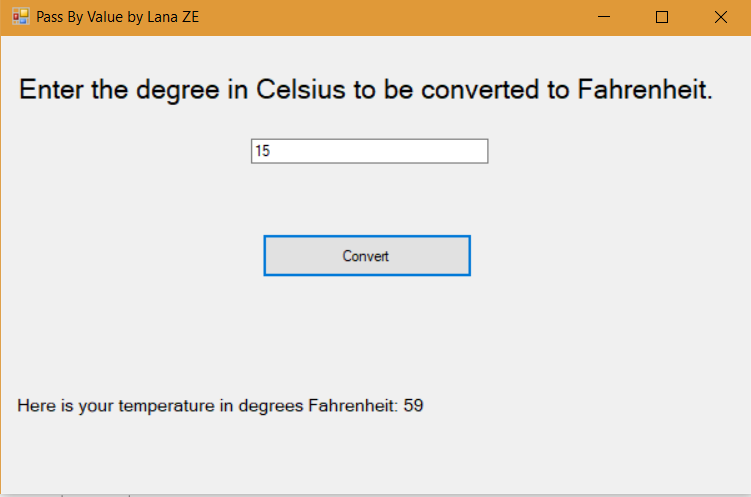 Pass By Value by Lana ZE
Enter the degree in Celsius to be converted to Fahrenheit.
15
Convert
Here is your temperature in degrees Fahrenheit: 59